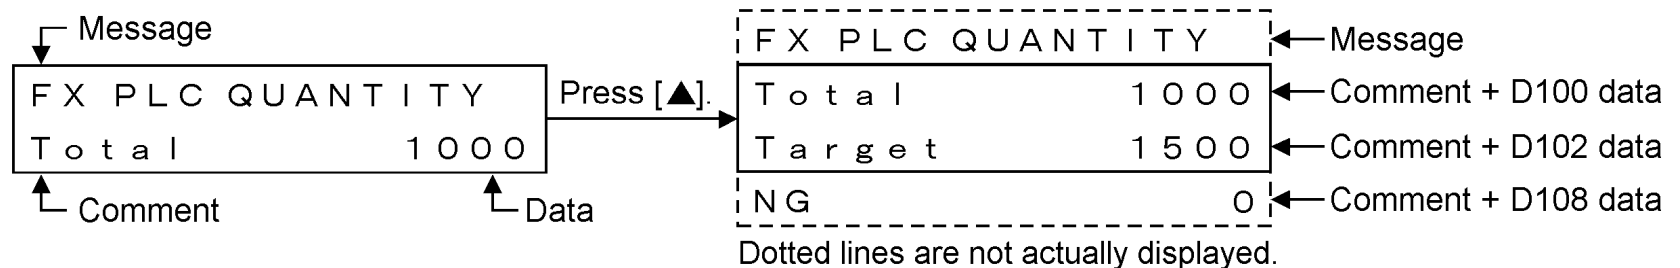 Message
FX PLC QUANTITY
Total 1000
Comment
Data
Press [▲].
FX PLC QUANTITY
Message
Total 1000
Comment + D100 data
Target 1500
Comment + D102 data
NG 0
Comment + D108 data
Dotted lines are not actually displayed.